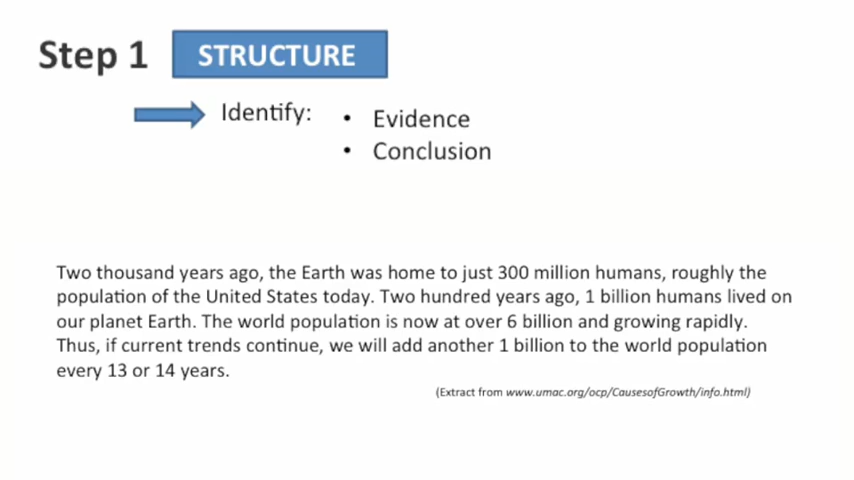 Step 1
STRUCTURE
Identify:
• Evidence
• Conclusion
Two thousand years ago, the Earth was home to just 300 million humans, roughly the
population of the United States today. Two hundred years ago, 1 billion humans lived on
our planet Earth. The world population is now at over 6 billion and growing rapidly.
Thus, if current trends continue, we will add another 1 billion to the world population
every 13 or 14 years.
(Extract from www.umac.org/ocp/CausesofGrowth/info.html)